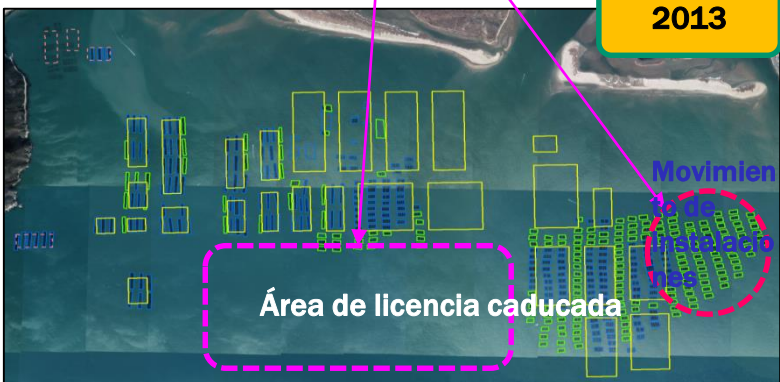 2013
Movimien
to de
instalacio
nes
Área de licencia caducada